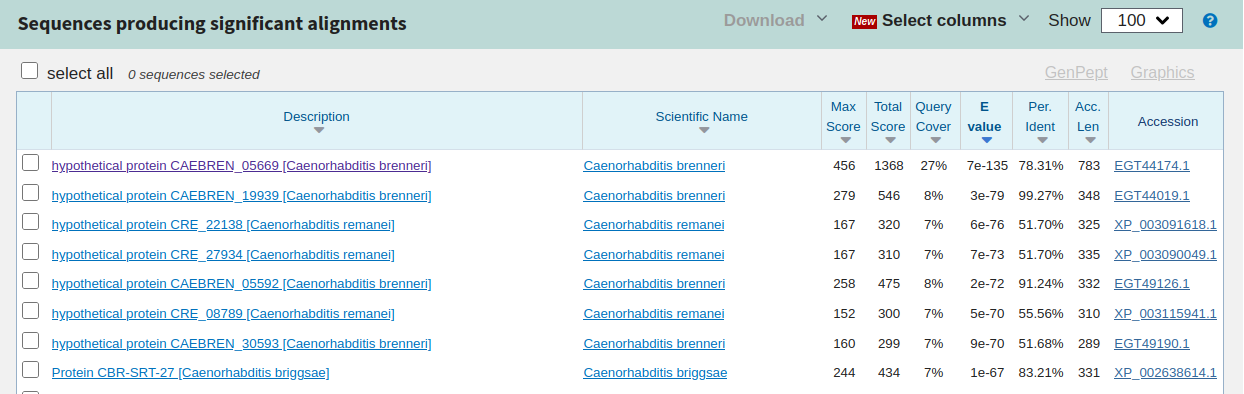 Sequences producing significant alignments Download New Select columns Show 100 ?
select all 0 sequences selected GenPept Graphics
Description Scientific Name Max Score Total Score Query Cover E value Per. Ident Acc. Len Accession
hypothetical protein CAEBREN_05669 [Caenorhabditis brenneri] Caenorhabditis brenneri 456 1368 27% 7e-135 78.31% 783 EGT44174.1
hypothetical protein CAEBREN_19939 [Caenorhabditis brenneri] Caenorhabditis brenneri 279 546 8% 3e-79 99.27% 348 EGT44019.1
hypothetical protein CRE_22138 [Caenorhabditis remanei] Caenorhabditis remanei 167 320 7% 6e-76 51.70% 325 XP_003091618.1
hypothetical protein CRE_27934 [Caenorhabditis remanei] Caenorhabditis remanei 167 310 7% 7e-73 51.70% 335 XP_003090049.1
hypothetical protein CAEBREN_05592 [Caenorhabditis brenneri] Caenorhabditis brenneri 258 475 8% 2e-72 91.24% 332 EGT49126.1
hypothetical protein CRE_08789 [Caenorhabditis remanei] Caenorhabditis remanei 152 300 7% 5e-70 55.56% 310 XP_003115941.1
hypothetical protein CAEBREN_30593 [Caenorhabditis brenneri] Caenorhabditis brenneri 160 299 7% 9e-70 51.68% 289 EGT49190.1
Protein CBR-SRT-27 [Caenorhabditis briggsae] Caenorhabditis briggsae 244 434 7% 1e-67 83.21% 331 XP_002638614.1